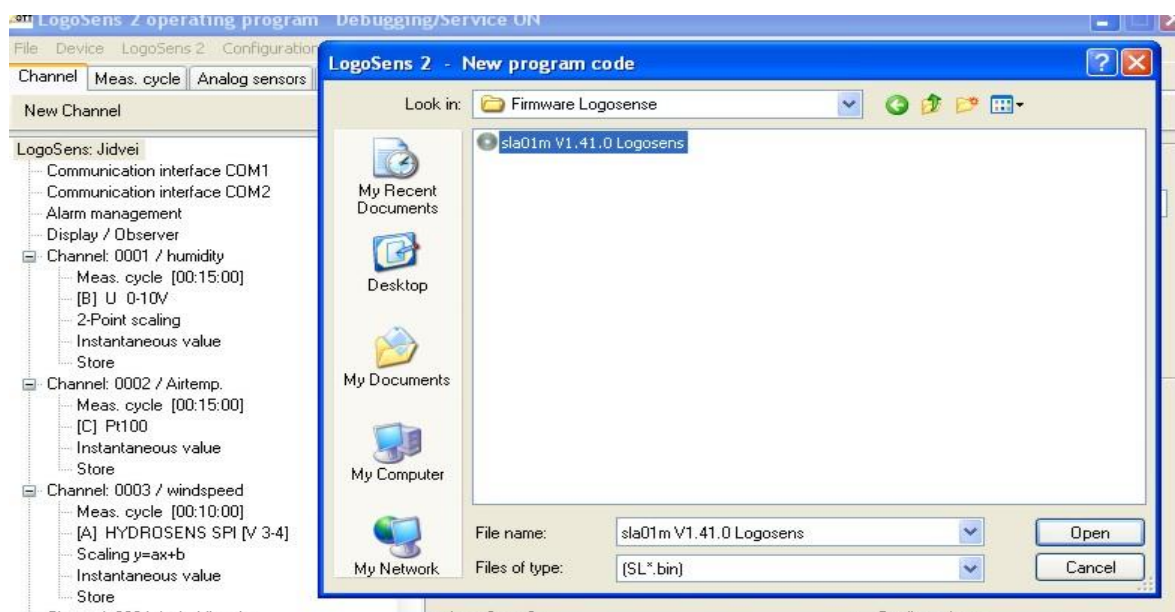 OTT LogoSens 2 operating program Debugging/Service ON
File Device LogoSens 2 Configuration
Channel Meas. cycle Analog sensors
New Channel
LogoSens: Jidvei
Communication interface COM1
Communication interface COM2
Alarm management
Display / Observer
Channel: 0001 / humidity
Meas. cycle [00:15:00]
[B] U 0-10V
2-Point scaling
Instantaneous value
Store
Channel: 0002 / Airtemp.
Meas. cycle [00:15:00]
[C] Pt100
Instantaneous value
Store
Channel: 0003 / windspeed
Meas. cycle [00:10:00]
[A] HYDROSENS SPI [V 3-4]
Scaling y=ax+b
Instantaneous value
Store
LogoSens 2 - New program code
Look in: Firmware Logosense
sla01m V1.41.0 Logosens
My Recent
Documents
Desktop
My Documents
My Computer
My Network
File name: sla01m V1.41.0 Logosens Open
Files of type: (SL*.bin) Cancel